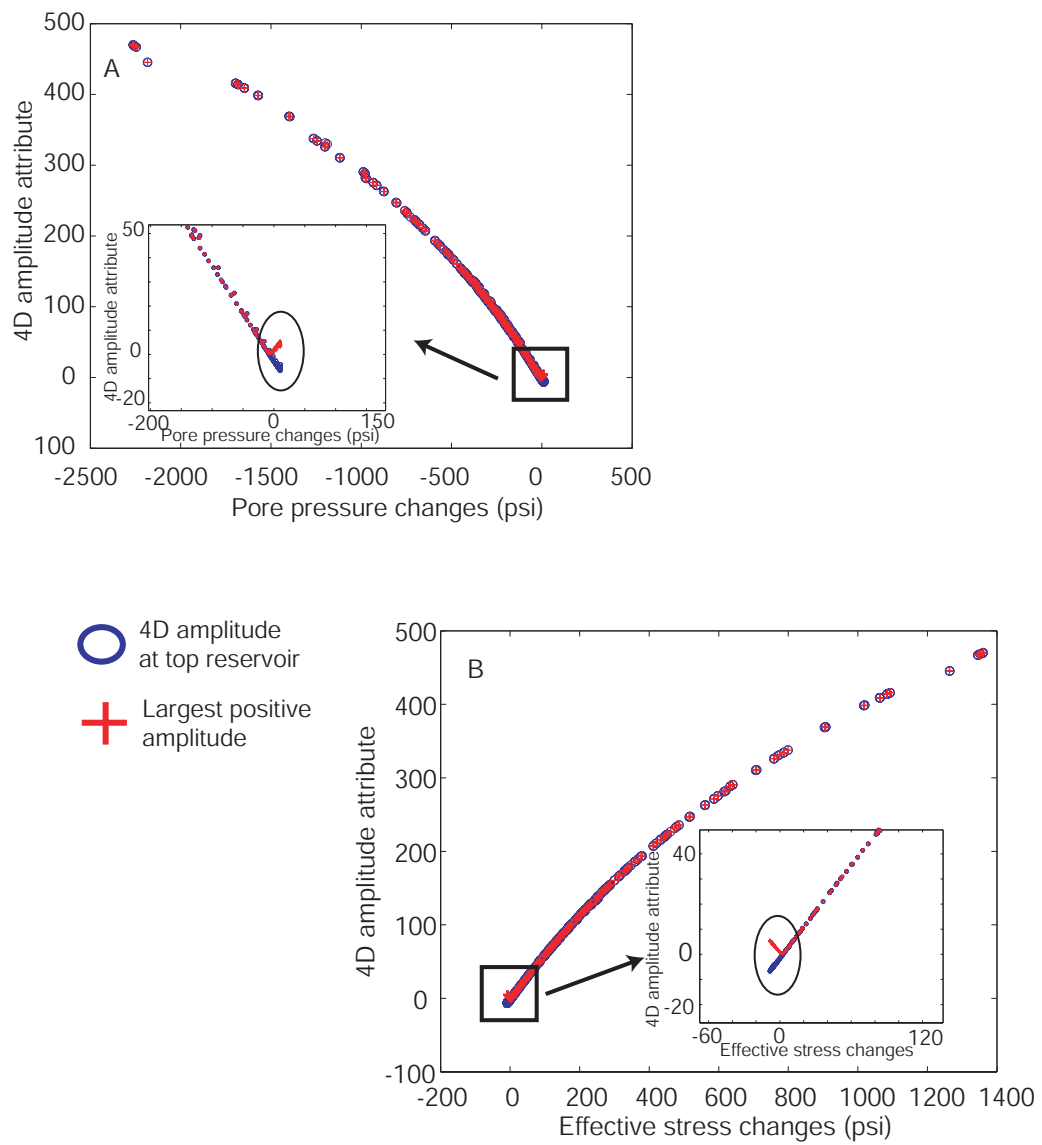 500
400
300
200
100
0
100
4D amplitude attribute
A
-2500 -2000 -1500 -1000 -500 0 500
Pore pressure changes (psi)
50
0
-20
4D amplitude attribute
-200 0 150
Pore pressure changes (psi)
4D amplitude
at top reservoir
Largest positive
amplitude
500
400
300
200
100
0
-100
4D amplitude attribute
B
-200 0 200 400 600 800 1000 1200 1400
Effective stress changes (psi)
40
0
-20
4D amplitude attribute
-60 0 120
Effective stress changes